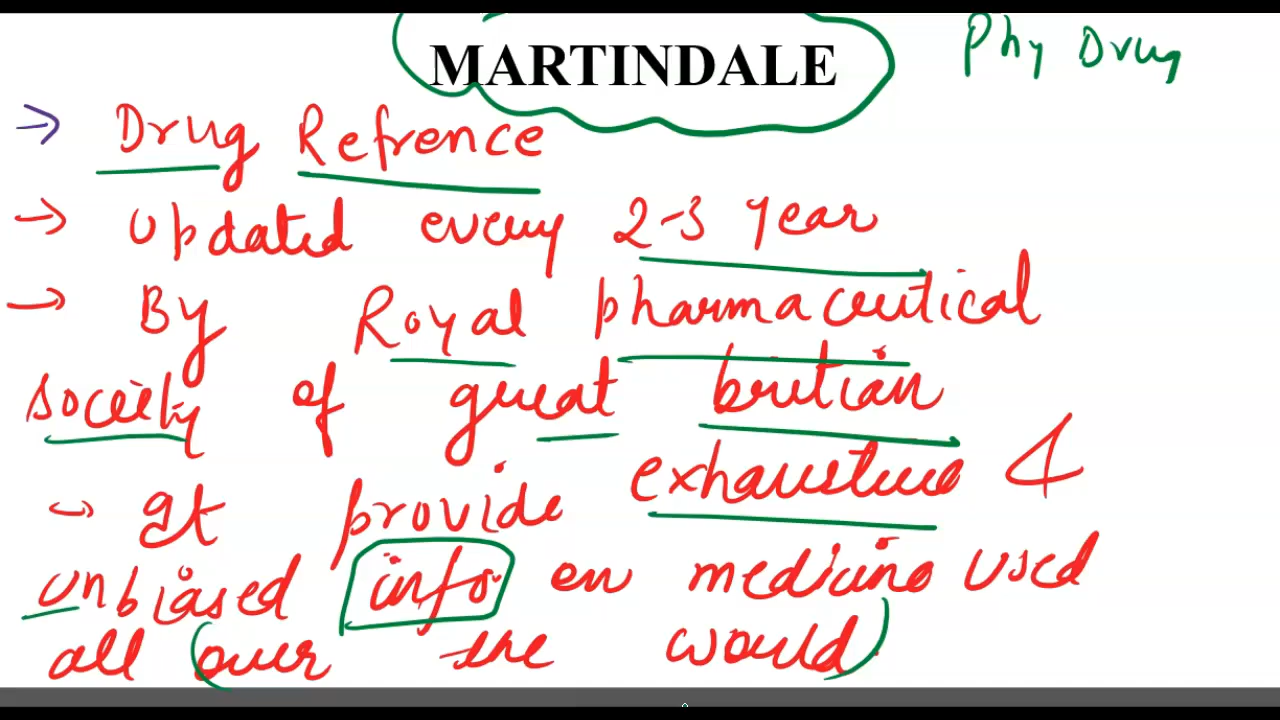 MARTINDALE
Phy Drug
→ Drug Refrence
→ Updated every 2-3 year
→ By Royal pharmaceutical
society of great britian
→ It provide exhaustive &
unbiased info on medicine used
all over the would